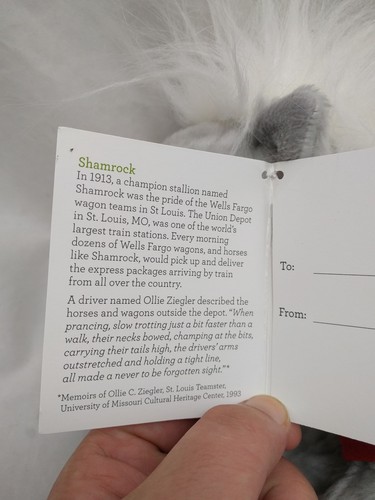 Shamrock
In 1913, a champion stallion named
Shamrock was the pride of the Wells Fargo
wagon teams in St Louis. The Union Depot
in St. Louis, MO, was one of the world's
largest train stations. Every morning
dozens of Wells Fargo wagons, and horses
like Shamrock, would pick up and deliver
the express packages arriving by train
from all over the country.
A driver named Ollie Ziegler described the
horses and wagons outside the depot. "When
prancing, slow trotting just a bit faster than a
walk, their necks bowed, champing at the bits,
carrying their tails high, the drivers' arms
outstretched and holding a tight line,
all made a never to be forgotten sight."*
*Memoirs of Ollie C. Ziegler, St. Louis Teamster,
University of Missouri Cultural Heritage Center, 1993
To:
From: